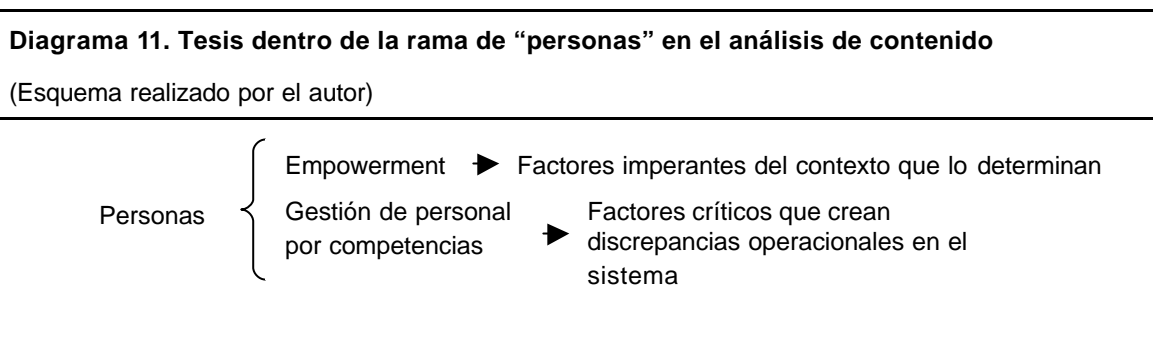 Diagrama 11. Tesis dentro de la rama de “personas” en el análisis de contenido
(Esquema realizado por el autor)
Personas
Empowerment
Factores imperantes del contexto que lo determinan
Gestión de personal
por competencias
Factores críticos que crean
discrepancias operacionales en el
sistema